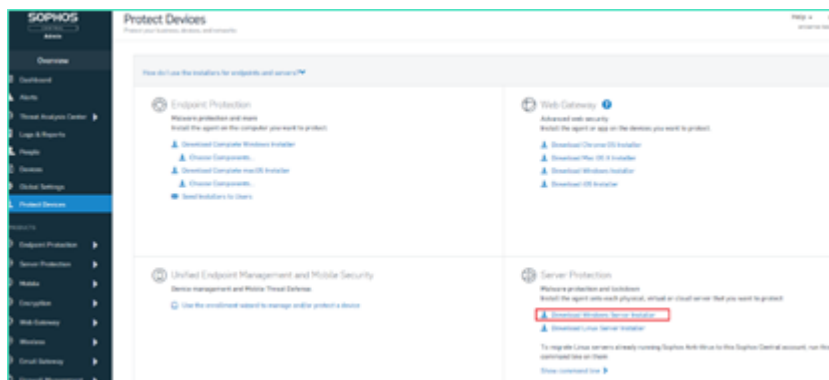 SOPHOS
CENTRAL
Admin
Overview
Dashboard
Alerts
Threat Analysis Center
Logs & Reports
People
Devices
Global Settings
Protect Devices
PRODUCTS
Endpoint Protection
Server Protection
Mobile
Encryption
Web Gateway
Wireless
Email Gateway
Firewall Management
Protect Devices
Protect your business, devices, and networks
Help
How do I use the installers for endpoints and servers?
Endpoint Protection
Malware protection and more
Install the agent on the computer you want to protect:
Download Complete Windows Installer
Choose Components...
Download Complete macOS Installer
Choose Components...
Send Installers to Users
Web Gateway
Advanced web security
Install the agent or app on the devices you want to protect:
Download Chrome OS Installer
Download Mac OS X Installer
Download Windows Installer
Download iOS Installer
Unified Endpoint Management and Mobile Security
Device management and Mobile Threat Defense
Use the enrollment wizard to manage and/or protect a device
Server Protection
Malware protection and lockdown
Install the agent onto each physical, virtual or cloud server that you want to protect:
Download Windows Server Installer
Download Linux Server Installer
To migrate Linux servers already running Sophos Anti-Virus to this Sophos Central account, run this
command line on them
Show command line